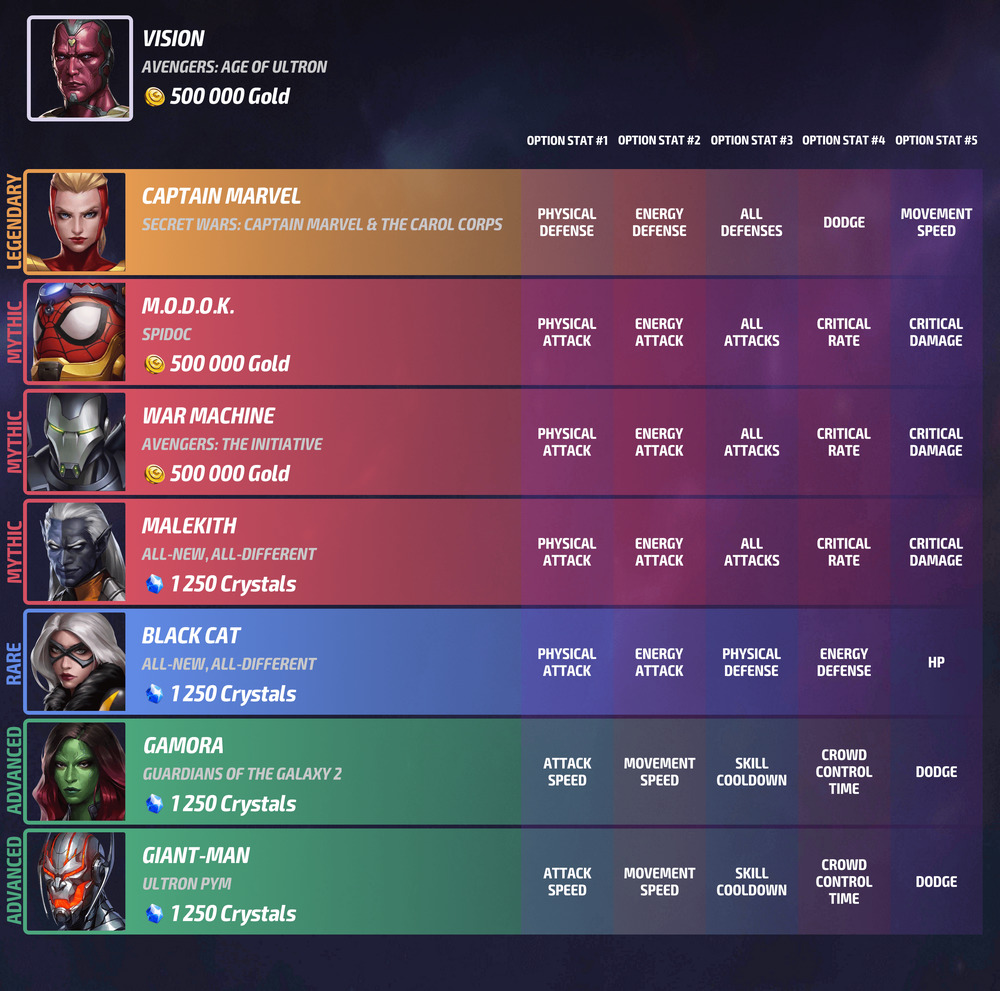 VISION
AVENGERS: AGE OF ULTRON
500 000 Gold
OPTION STAT #1 OPTION STAT #2 OPTION STAT #3 OPTION STAT #4 OPTION STAT #5
LEGENDARY
CAPTAIN MARVEL
SECRET WARS: CAPTAIN MARVEL & THE CAROL CORPS
PHYSICAL DEFENSE
ENERGY DEFENSE
ALL DEFENSES
DODGE
MOVEMENT SPEED
MYTHIC
M.O.D.O.K.
SPIDOC
500 000 Gold
PHYSICAL ATTACK
ENERGY ATTACK
ALL ATTACKS
CRITICAL RATE
CRITICAL DAMAGE
MYTHIC
WAR MACHINE
AVENGERS: THE INITIATIVE
500 000 Gold
PHYSICAL ATTACK
ENERGY ATTACK
ALL ATTACKS
CRITICAL RATE
CRITICAL DAMAGE
MYTHIC
MALEKITH
ALL-NEW, ALL-DIFFERENT
1 250 Crystals
PHYSICAL ATTACK
ENERGY ATTACK
ALL ATTACKS
CRITICAL RATE
CRITICAL DAMAGE
RARE
BLACK CAT
ALL-NEW, ALL-DIFFERENT
1 250 Crystals
PHYSICAL ATTACK
ENERGY ATTACK
PHYSICAL DEFENSE
ENERGY DEFENSE
HP
ADVANCED
GAMORA
GUARDIANS OF THE GALAXY 2
1 250 Crystals
ATTACK SPEED
MOVEMENT SPEED
SKILL COOLDOWN
CROWD CONTROL TIME
DODGE
ADVANCED
GIANT-MAN
ULTRON PYM
1 250 Crystals
ATTACK SPEED
MOVEMENT SPEED
SKILL COOLDOWN
CROWD CONTROL TIME
DODGE